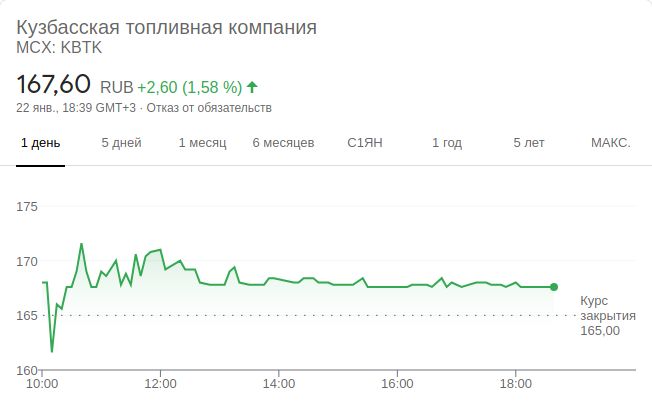 Кузбасская топливная компания
MCX: KBTK
167,60 RUB +2,60 (1,58 %)
22 янв., 18:39 GMT+3 · Отказ от обязательств
1 день 5 дней 1 месяц 6 месяцев С1ЯН 1 год 5 лет МАКС.
175
170
165
160
Курс
закрытия
165,00
10:00 12:00 14:00 16:00 18:00